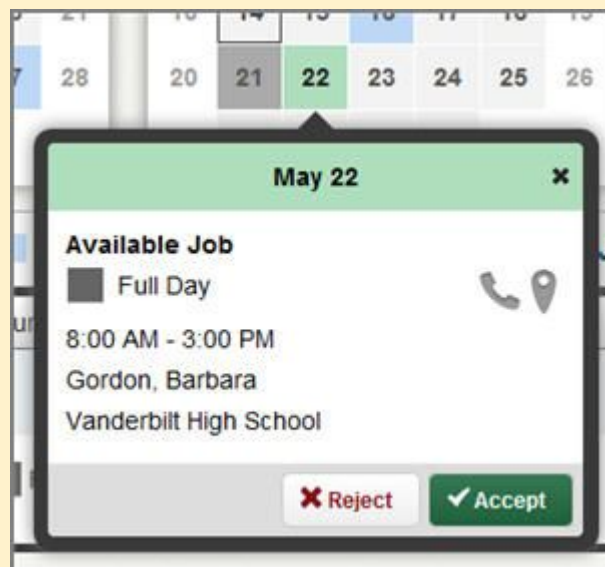 28 20 21 22 23 24 25 26
May 22
Available Job
Full Day
8:00 AM - 3:00 PM
Gordon, Barbara
Vanderbilt High School
Reject Accept